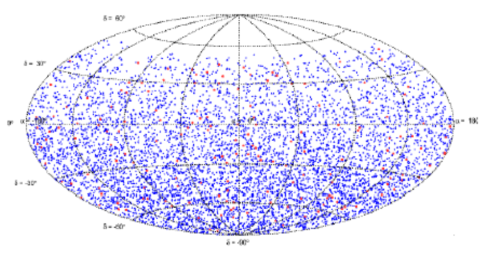 δ = 60°
δ = 30°
0°
α = 180
δ = -30°
δ = -60°
δ = -90°